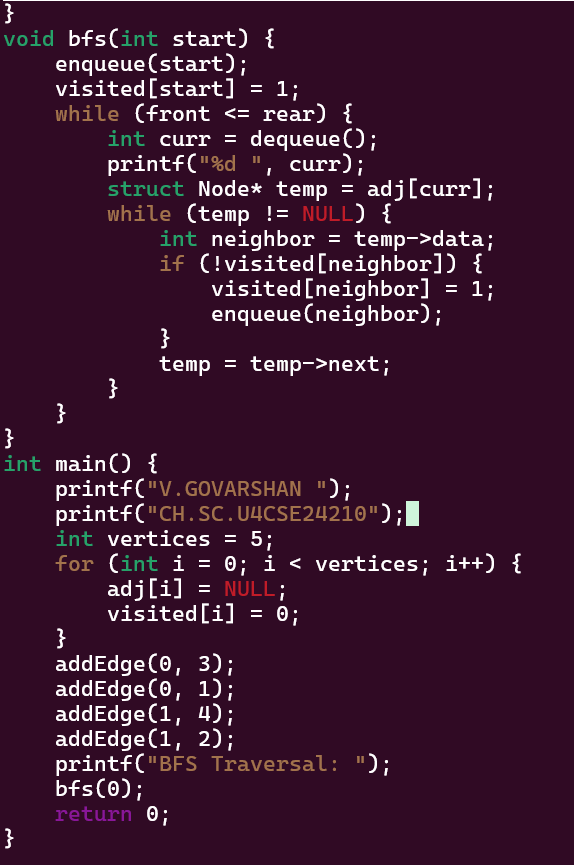 }
void bfs(int start) {
    enqueue(start);
    visited[start] = 1;
    while (front <= rear) {
        int curr = dequeue();
        printf("%d ", curr);
        struct Node* temp = adj[curr];
        while (temp != NULL) {
            int neighbor = temp->data;
            if (!visited[neighbor]) {
                visited[neighbor] = 1;
                enqueue(neighbor);
            }
            temp = temp->next;
        }
    }
}
int main() {
    printf("V.GOVARSHAN ");
    printf("CH.SC.U4CSE24210");
    int vertices = 5;
    for (int i = 0; i < vertices; i++) {
        adj[i] = NULL;
        visited[i] = 0;
    }
    addEdge(0, 3);
    addEdge(0, 1);
    addEdge(1, 4);
    addEdge(1, 2);
    printf("BFS Traversal: ");
    bfs(0);
    return 0;
}